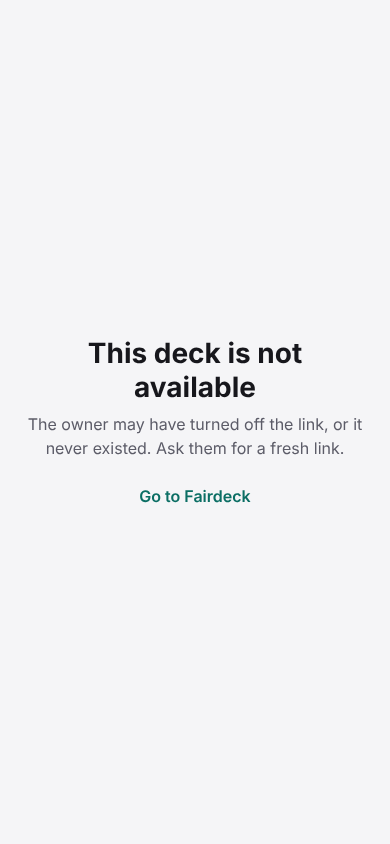 This deck is not
available
The owner may have turned off the link, or it
never existed. Ask them for a fresh link.
Go to Fairdeck